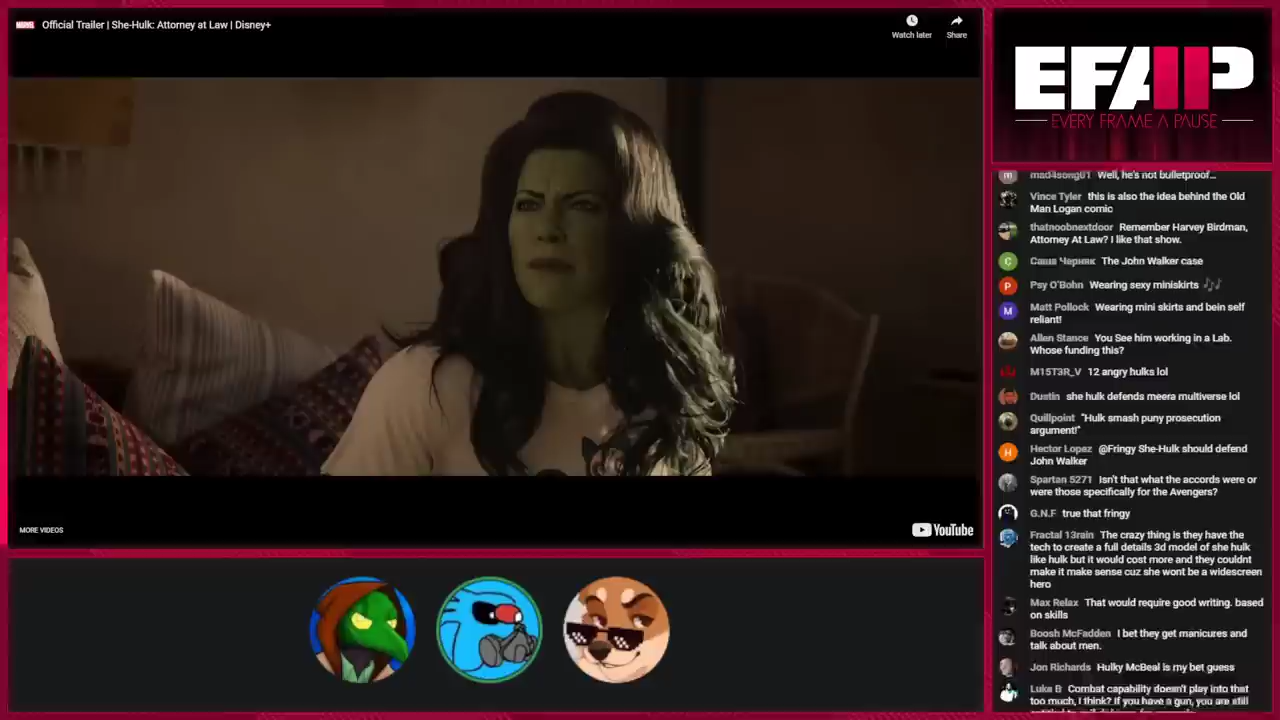 MARVEL Official Trailer | She-Hulk: Attorney at Law | Disney+
Watch later
Share
MORE VIDEOS
YouTube
EFAP
EVERY FRAME A PAUSE
mad4song01 Well, he's not bulletproof...
Vince Tyler this is also the idea behind the Old
Man Logan comic
thatnoobnextdoor Remember Harvey Birdman,
Attorney At Law? I like that show.
Саша Черняк The John Walker case
Psy O'Bohn Wearing sexy miniskirts 🎶
Matt Pollock Wearing mini skirts and bein self
reliant!
Allen Stance You See him working in a Lab.
Whose funding this?
M15T3R_V 12 angry hulks lol
Dustin she hulk defends meera multiverse lol
Quillpoint "Hulk smash puny prosecution
argument!"
Hector Lopez @Fringy She-Hulk should defend
John Walker
Spartan 5271 Isn't that what the accords were or
were those specifically for the Avengers?
G.N.F true that fringy
Fractal 13rain The crazy thing is they have the
tech to create a full details 3d model of she hulk
like hulk but it would cost more and they couldnt
make it make sense cuz she wont be a widescreen
hero
Max Relax That would require good writing. based
on skills
Boosh McFadden I bet they get manicures and
talk about men.
Jon Richards Hulky McBeal is my bet guess
Luke B Combat capability doesn't play into that
too much, I think? If you have a gun, you are still